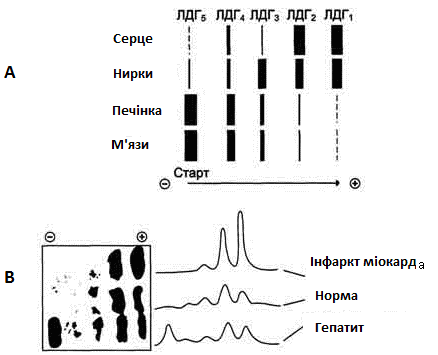 ЛДГ₅ ЛДГ₄ ЛДГ₃ ЛДГ₂ ЛДГ₁
Серце
А
Нирки
Печінка
М'язи
Старт
⊖ ⊕
⊖ ⊕
В
Інфаркт міокарда
Норма
Гепатит